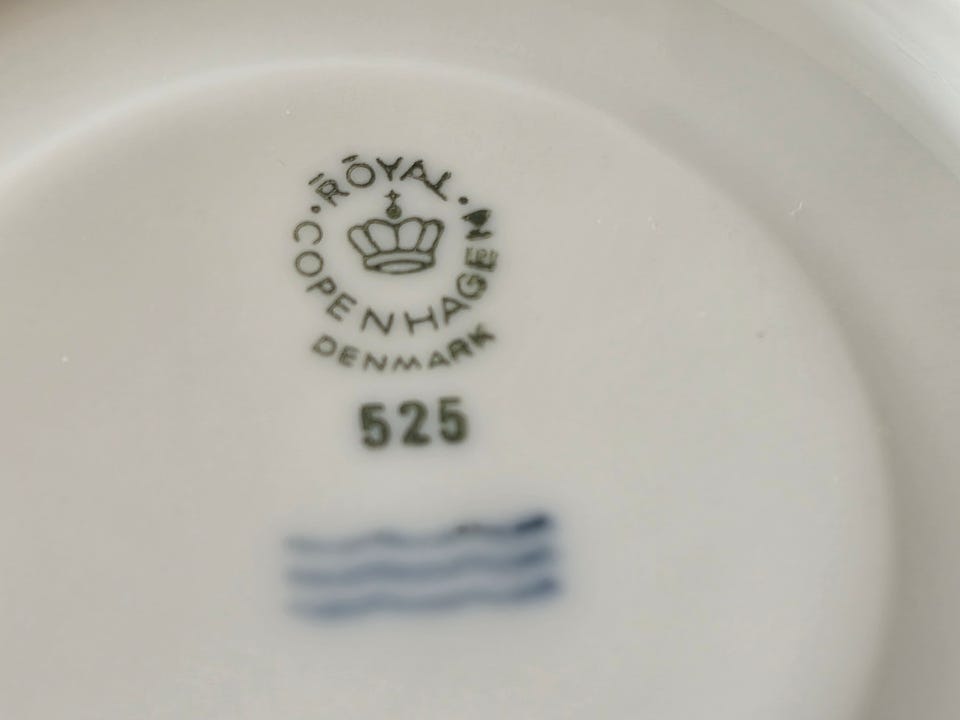 ROYAL
COPENHAGEN
DENMARK
525